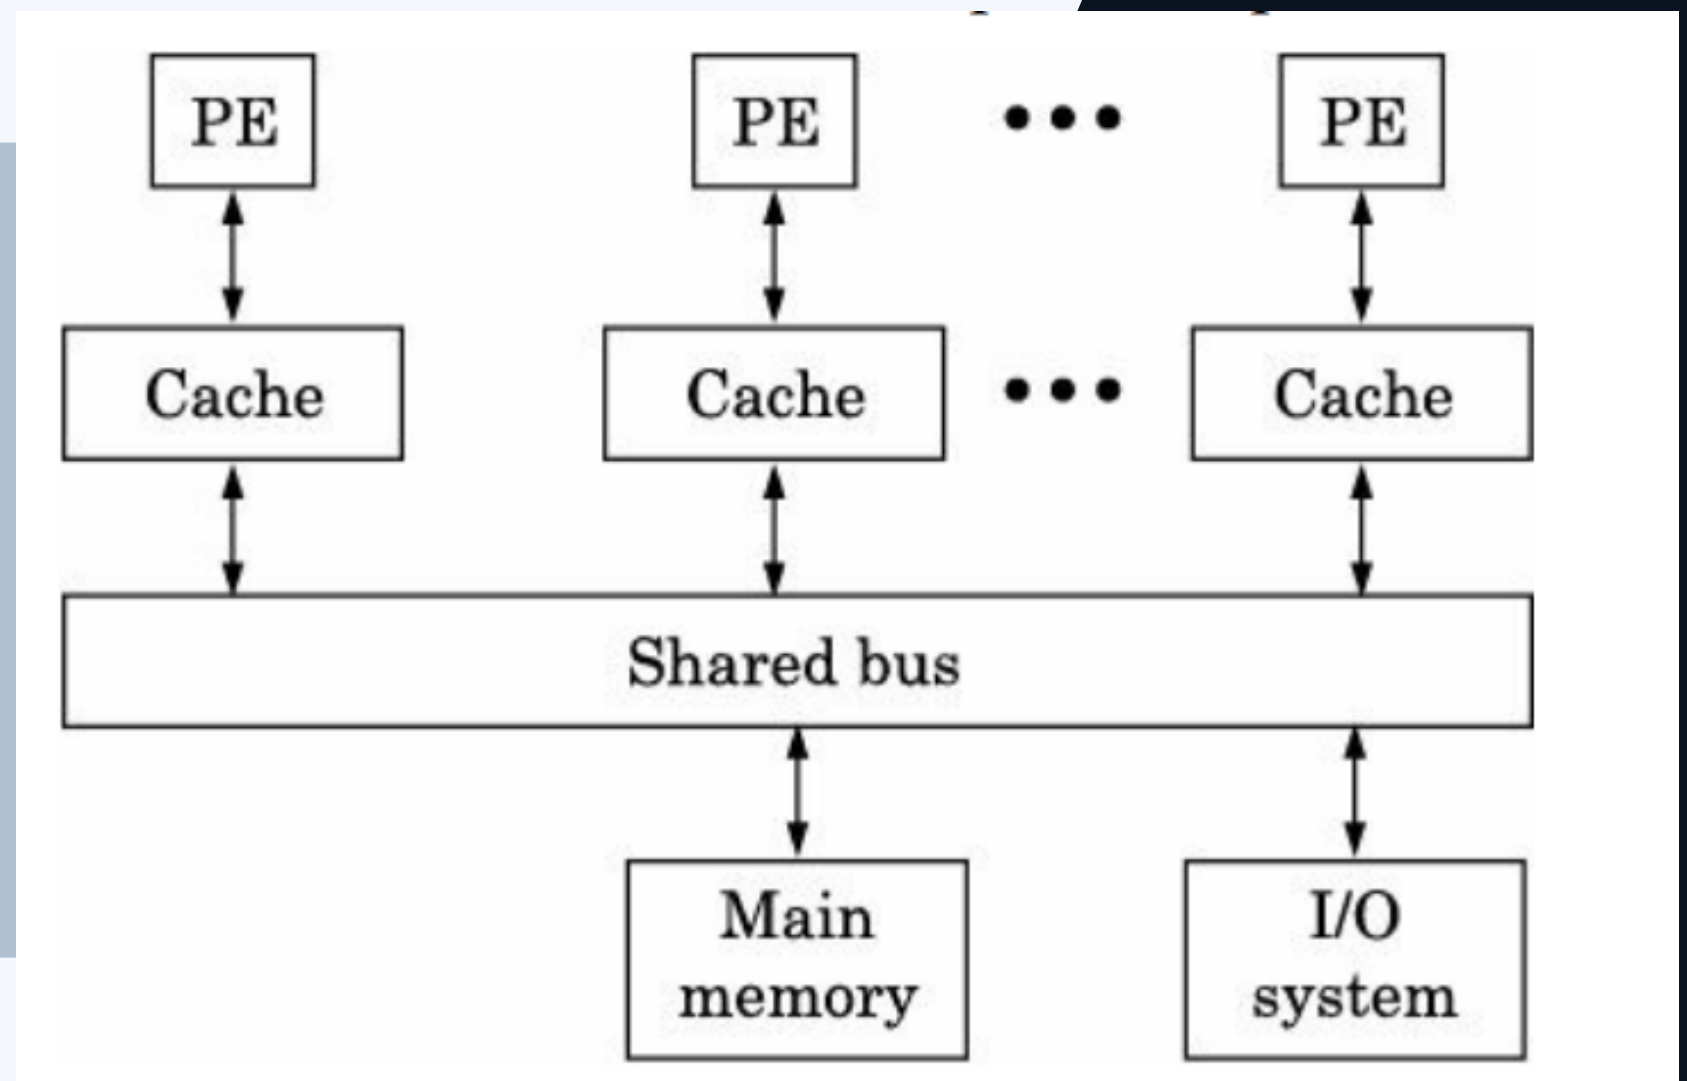 PE PE ••• PE
Cache Cache ••• Cache
Shared bus
Main
memory
I/O
system